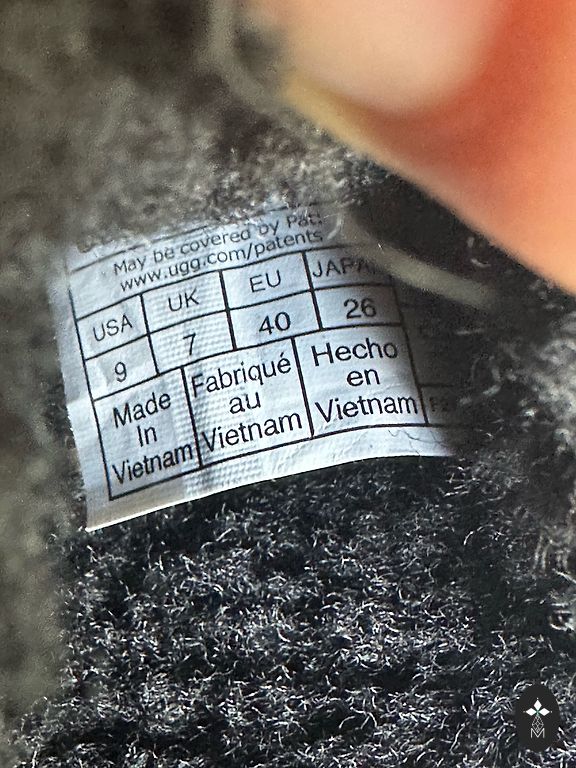 May be covered by Pat.
www.ugg.com/patents
USA UK EU JAPAN
9 7 40 26
Made
In
Vietnam
Fabriqué
au
Vietnam
Hecho
en
Vietnam
M